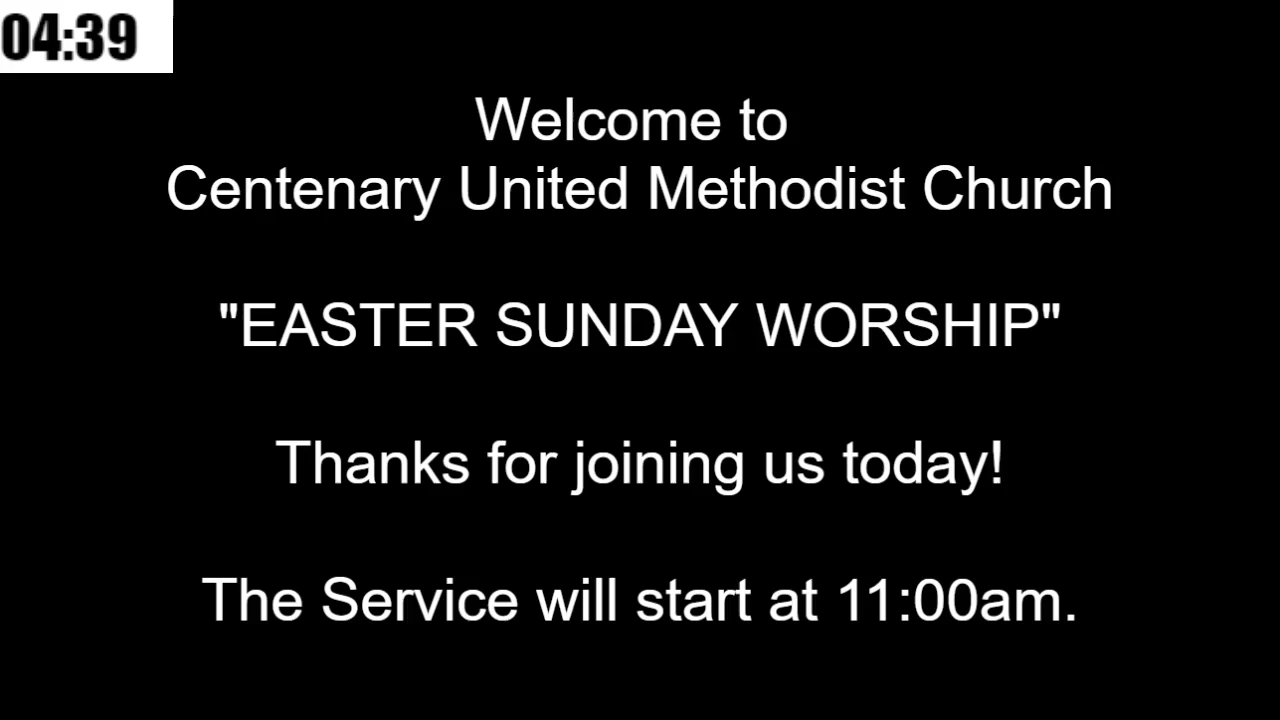 04:39
Welcome to
Centenary United Methodist Church
"EASTER SUNDAY WORSHIP"
Thanks for joining us today!
The Service will start at 11:00am.